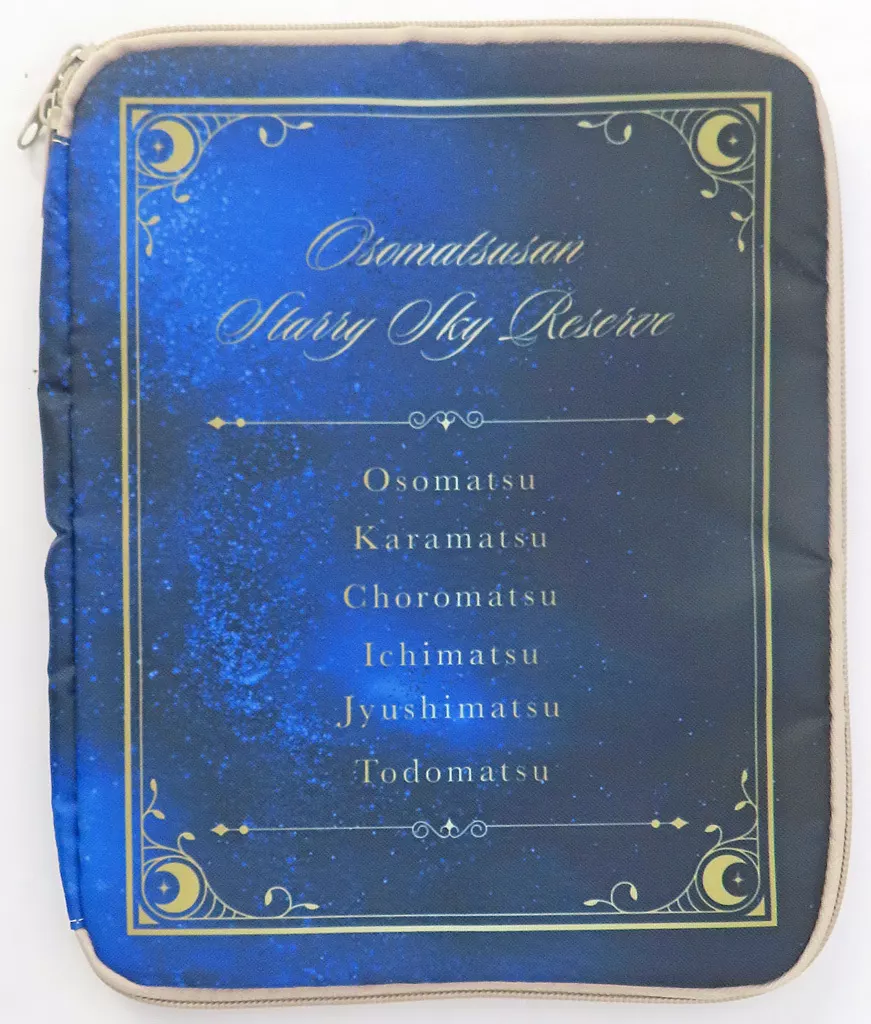 Osomatsusan
Starry Sky Reserve
Osomatsu
Karamatsu
Choromatsu
Ichimatsu
Jyushimatsu
Todomatsu